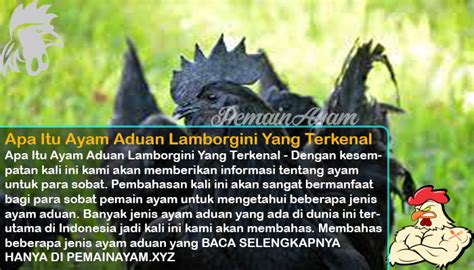 PemainAyam
Apa Itu Ayam Aduan Lamborgini Yang Terkenal
Apa Itu Ayam Aduan Lamborgini Yang Terkenal - Dengan kesem-
patan kali ini kami akan memberikan informasi tentang ayam
untuk para sobat. Pembahasan kali ini akan sangat bermanfaat
bagi para sobat pemain ayam untuk mengetahui beberapa jenis
ayam aduan. Banyak jenis ayam aduan yang ada di dunia ini ter-
utama di Indonesia jadi kali ini kami akan membahas. Membahas
beberapa jenis ayam aduan yang BACA SELENGKAPNYA
HANYA DI PEMAINAYAM.XYZ